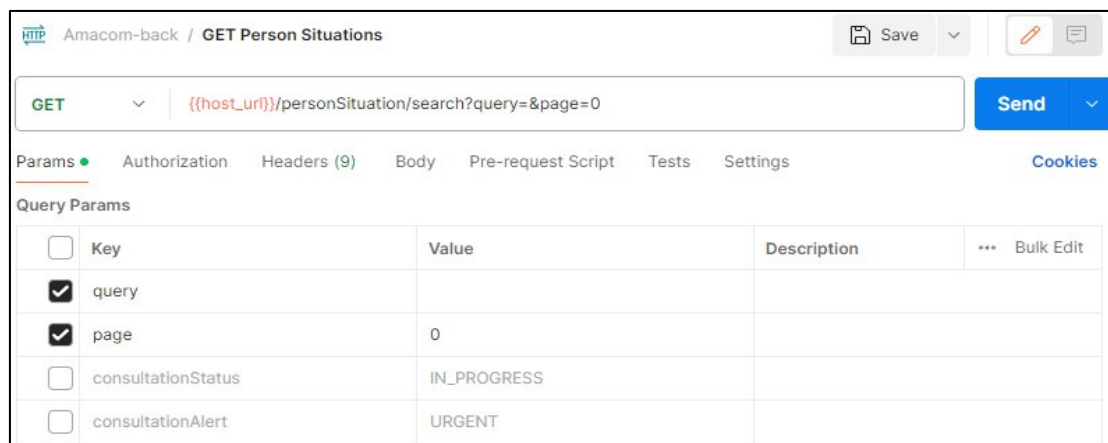 HTTP Amacom-back / GET Person Situations Save
GET {{host_url}}/personSituation/search?query=&page=0 Send
Params Authorization Headers (9) Body Pre-request Script Tests Settings Cookies
Query Params
Key Value Description ••• Bulk Edit
query
page 0
consultationStatus IN_PROGRESS
consultationAlert URGENT